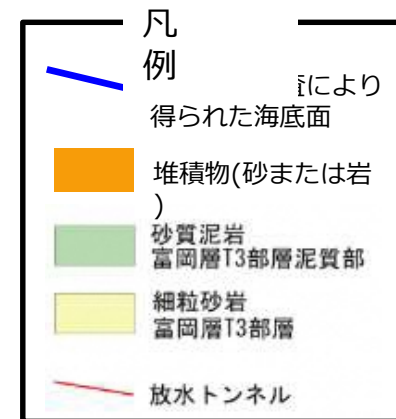 凡
例
査により
得られた海底面
堆積物(砂または岩
)
砂質泥岩
富岡層T3部層泥質部
細粒砂岩
富岡層T3部層
放水トンネル